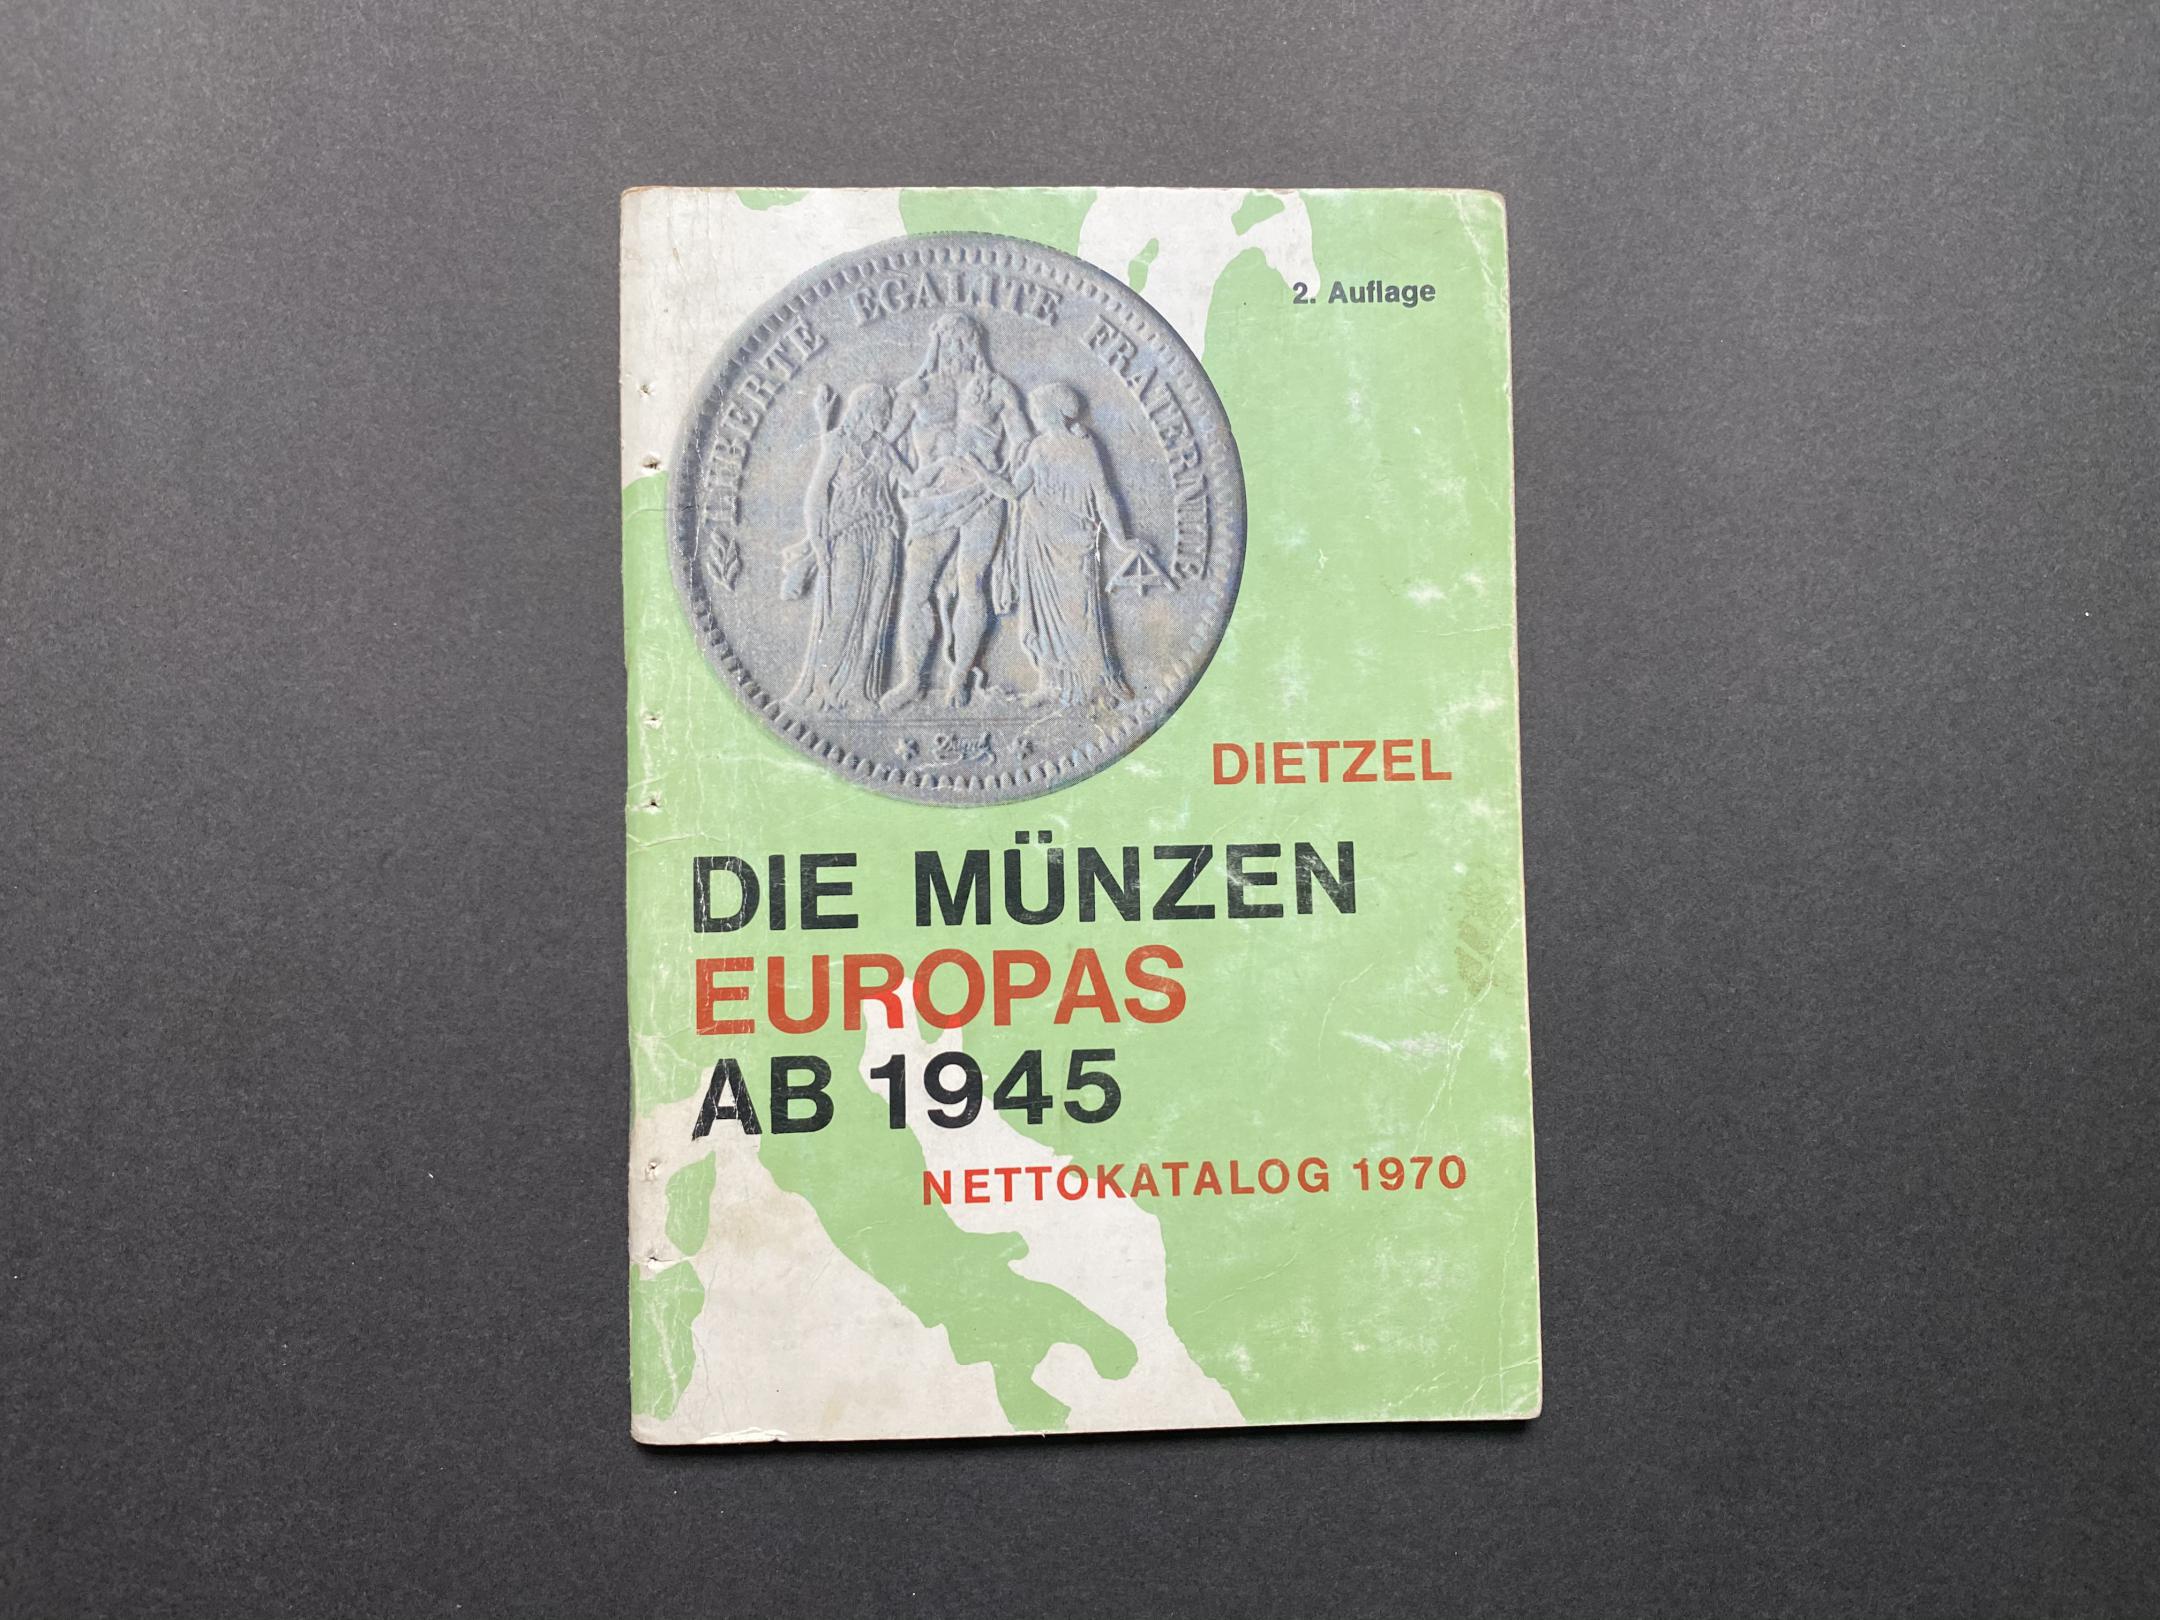 2. Auflage
LIBERTE EGALITE FRATERNITE
DIETZEL
DIE MÜNZEN
EUROPAS
AB 1945
NETTOKATALOG 1970